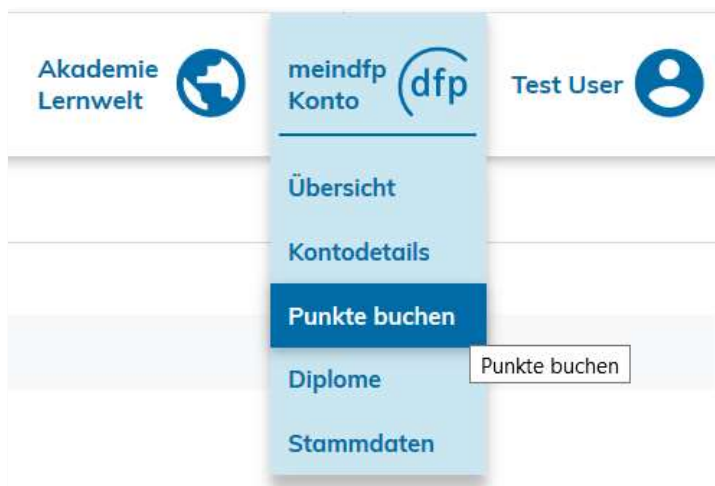 Akademie
Lernwelt
meindfp
Konto
dfp
Test User
Übersicht
Kontodetails
Punkte buchen
Punkte buchen
Diplome
Stammdaten